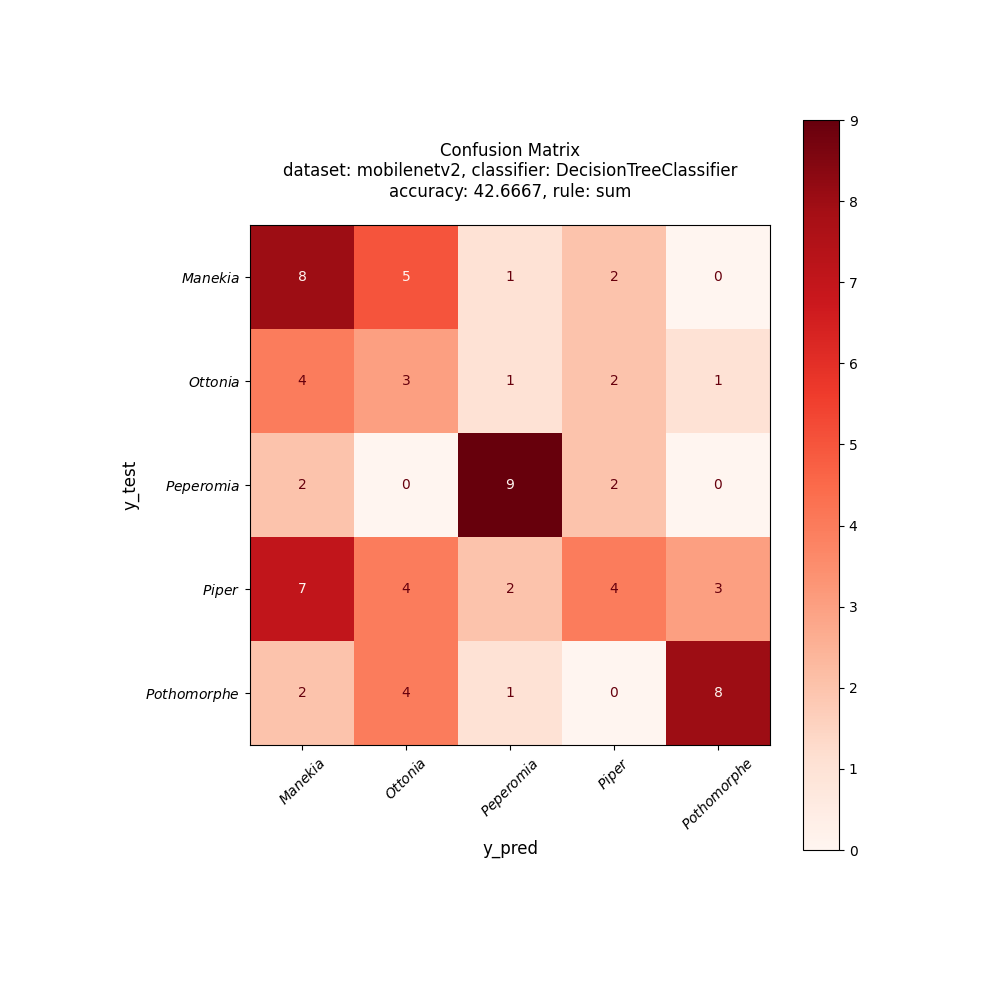 Confusion Matrix
dataset: mobilenetv2, classifier: DecisionTreeClassifier
accuracy: 42.6667, rule: sum
y_test
Manekia 8 5 1 2 0
Ottonia 4 3 1 2 1
Peperomia 2 0 9 2 0
Piper 7 4 2 4 3
Pothomorphe 2 4 1 0 8
Manekia Ottonia Peperomia Piper Pothomorphe
y_pred
9
8
7
6
5
4
3
2
1
0